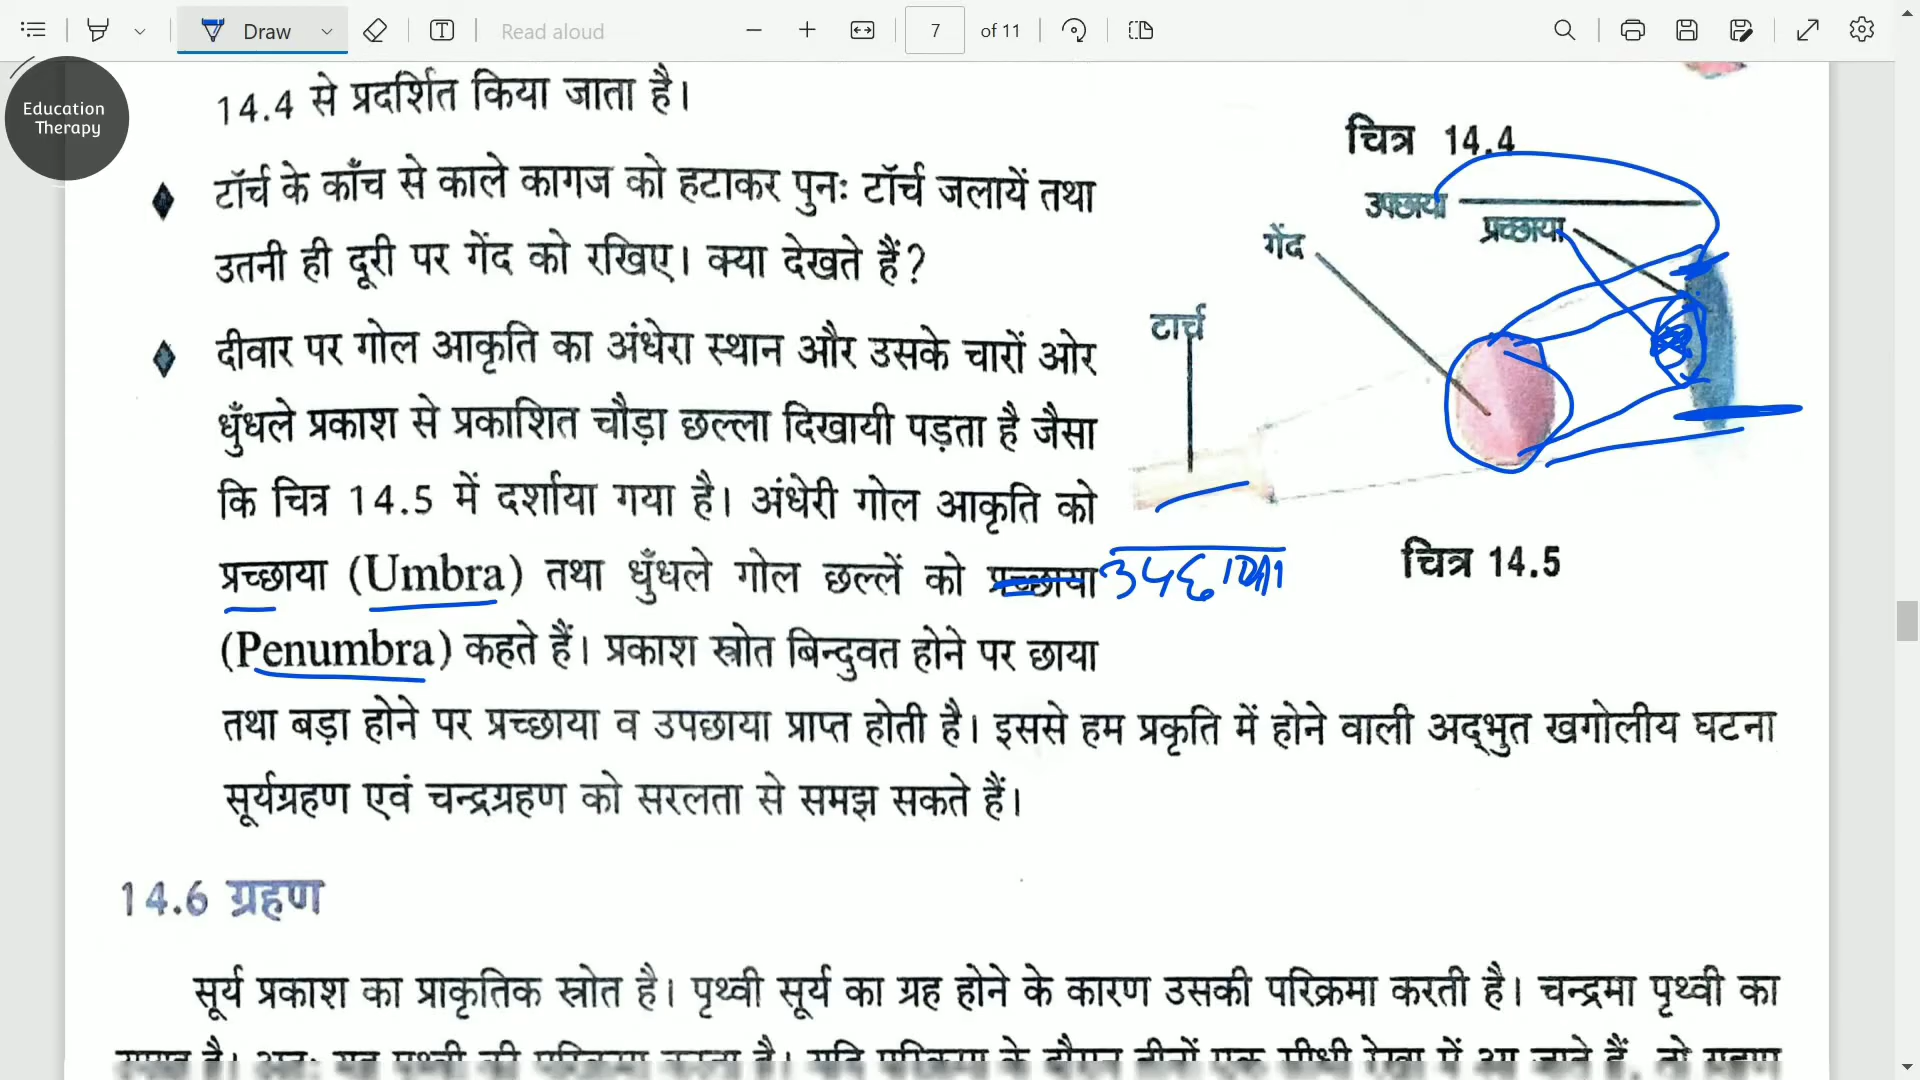 Draw
Read aloud
7
of 11
Education
Therapy
14.4 से प्रदर्शित किया जाता है।
टॉर्च के काँच से काले कागज को हटाकर पुनः टॉर्च जलायें तथा
उतनी ही दूरी पर गेंद को रखिए। क्या देखते हैं?
दीवार पर गोल आकृति का अंधेरा स्थान और उसके चारों ओर
धुँधले प्रकाश से प्रकाशित चौड़ा छल्ला दिखायी पड़ता है जैसा
कि चित्र 14.5 में दर्शाया गया है। अंधेरी गोल आकृति को
प्रच्छाया (Umbra) तथा धुँधले गोल छल्लें को प्रच्छाया उपछाया
(Penumbra) कहते हैं। प्रकाश स्त्रोत बिन्दुवत होने पर छाया
तथा बड़ा होने पर प्रच्छाया व उपछाया प्राप्त होती है। इससे हम प्रकृति में होने वाली अद्भुत खगोलीय घटना
सूर्यग्रहण एवं चन्द्रग्रहण को सरलता से समझ सकते हैं।
चित्र 14.4
उपछाया
प्रच्छाया
गेंद
टार्च
चित्र 14.5
14.6 ग्रहण
सूर्य प्रकाश का प्राकृतिक स्त्रोत है। पृथ्वी सूर्य का ग्रह होने के कारण उसकी परिक्रमा करती है। चन्द्रमा पृथ्वी का